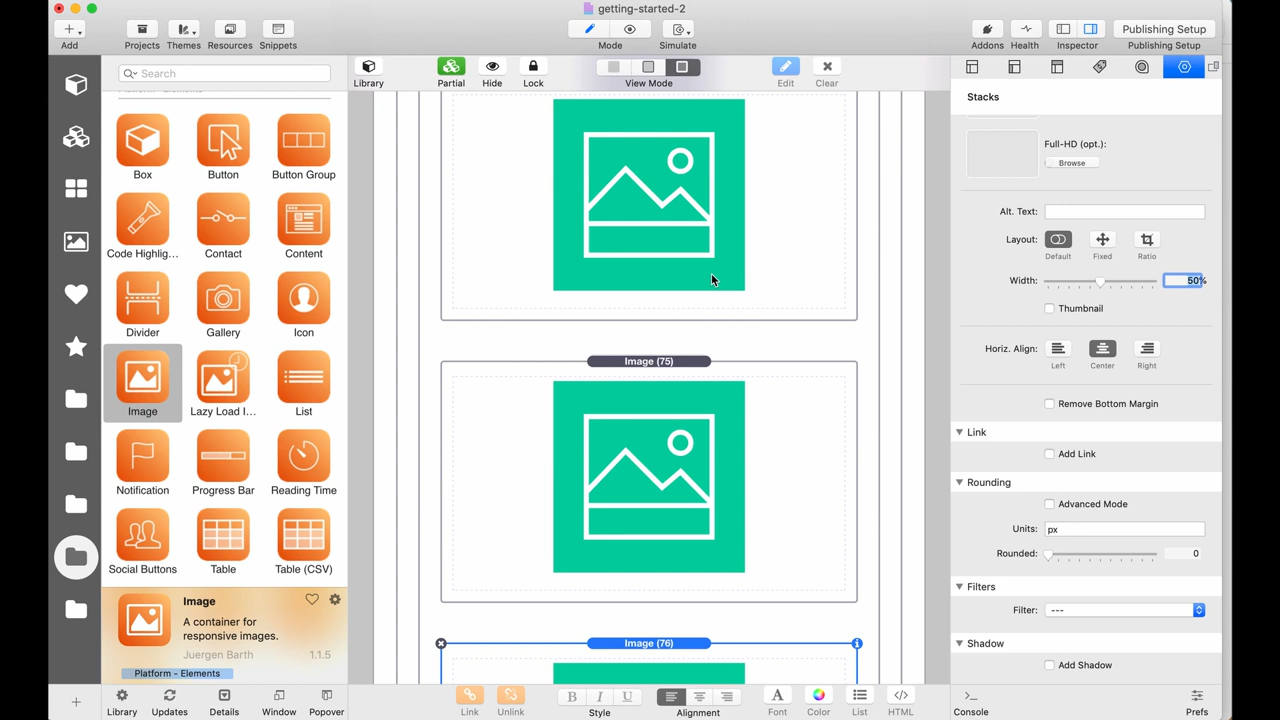 getting-started-2
Add
Projects
Themes
Resources
Snippets
Mode
Simulate
Addons
Health
Inspector
Publishing Setup
Publishing Setup
Search
Library
Partial
Hide
Lock
View Mode
Edit
Clear
Stacks
Box
Button
Button Group
Code Highlig...
Contact
Content
Divider
Gallery
Icon
Image
Lazy Load I...
List
Notification
Progress Bar
Reading Time
Social Buttons
Table
Table (CSV)
Image
A container for
responsive images.
Juergen Barth
1.1.5
Platform - Elements
Image (75)
Image (76)
Full-HD (opt.):
Browse
Alt. Text:
Layout:
Default
Fixed
Ratio
Width:
50%
Thumbnail
Horiz. Align:
Left
Center
Right
Remove Bottom Margin
Link
Add Link
Rounding
Advanced Mode
Units:
px
Rounded:
0
Filters
Filter:
---
Shadow
Add Shadow
Library
Updates
Details
Window
Popover
Link
Unlink
B
I
U
Style
Alignment
A
Font
Color
List
HTML
Console
Prefs